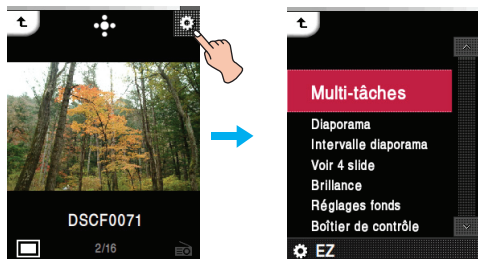 DSCF0071
2/16
Multi-tâches
Diaporama
Intervalle diaporama
Voir 4 slide
Brillance
Réglages fonds
Boîtier de contrôle
EZ